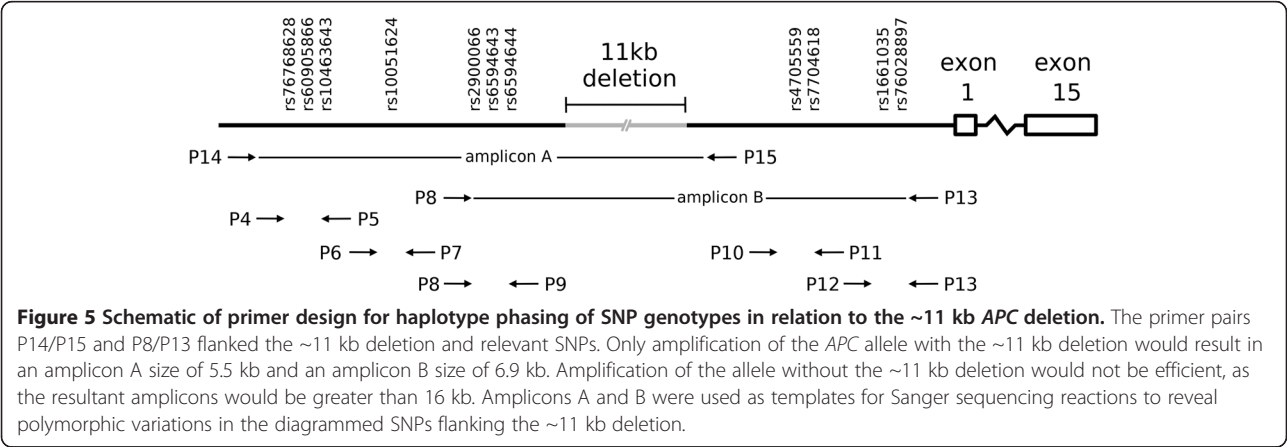 rs76768628
rs60905866
rs10463643
rs10051624
rs2900066
rs6594643
rs6594644
11kb
deletion
rs4705559
rs7704618
rs1661035
rs76028897
exon
1
exon
15
P14
amplicon A
P15
P8
amplicon B
P13
P4
P5
P6
P7
P10
P11
P8
P9
P12
P13
Figure 5 Schematic of primer design for haplotype phasing of SNP genotypes in relation to the ~11 kb APC deletion. The primer pairs
P14/P15 and P8/P13 flanked the ~11 kb deletion and relevant SNPs. Only amplification of the APC allele with the ~11 kb deletion would result in
an amplicon A size of 5.5 kb and an amplicon B size of 6.9 kb. Amplification of the allele without the ~11 kb deletion would not be efficient, as
the resultant amplicons would be greater than 16 kb. Amplicons A and B were used as templates for Sanger sequencing reactions to reveal
polymorphic variations in the diagrammed SNPs flanking the ~11 kb deletion.